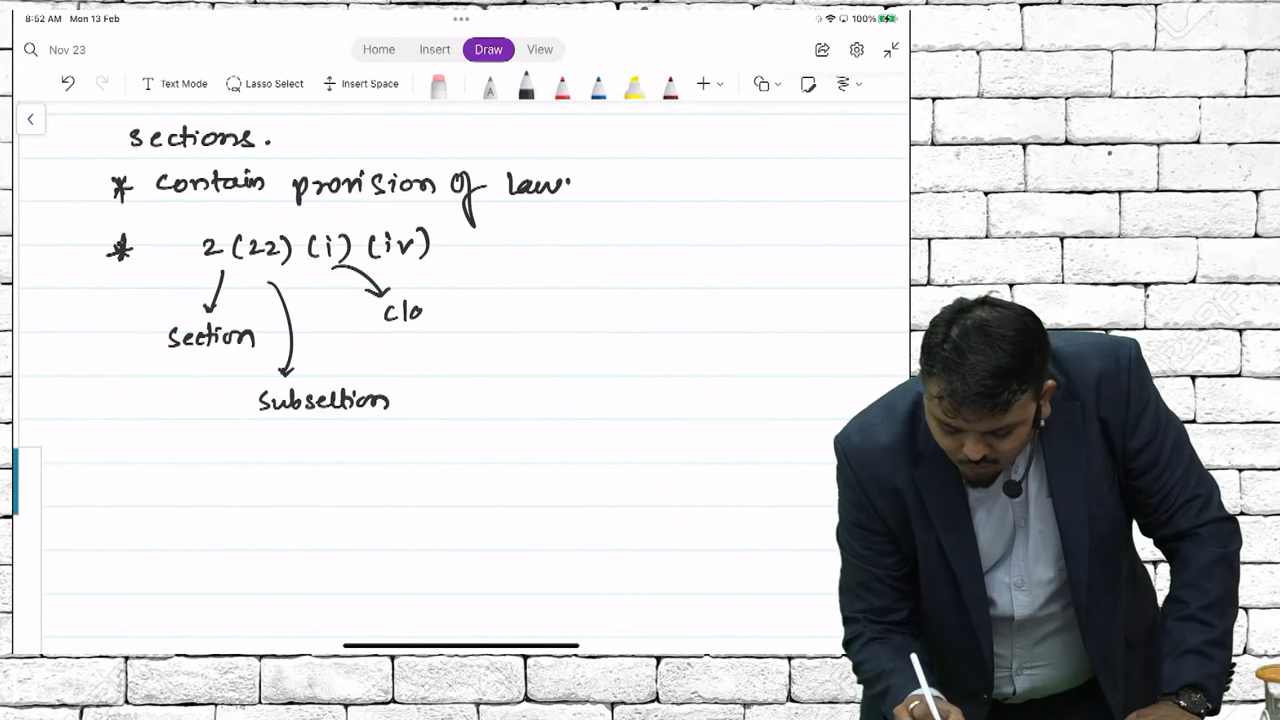 8:52 AM Mon 13 Feb
100%
Nov 23
Home Insert Draw View
Text Mode Lasso Select Insert Space
sections.
* contain provision of law.
* 2 (22) (i) (iv)
clo
section
subsection